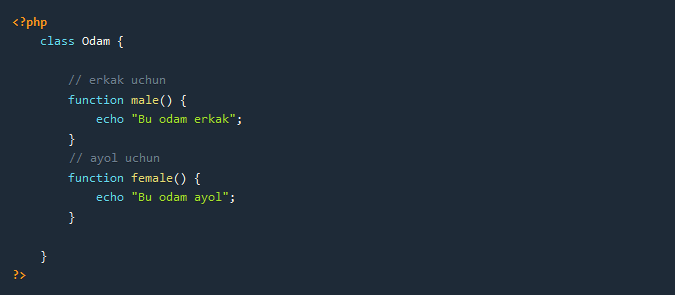 <?php
    class Odam {

        // erkak uchun
        function male() {
            echo "Bu odam erkak";
        }
        // ayol uchun
        function female() {
            echo "Bu odam ayol";
        }

    }
?>